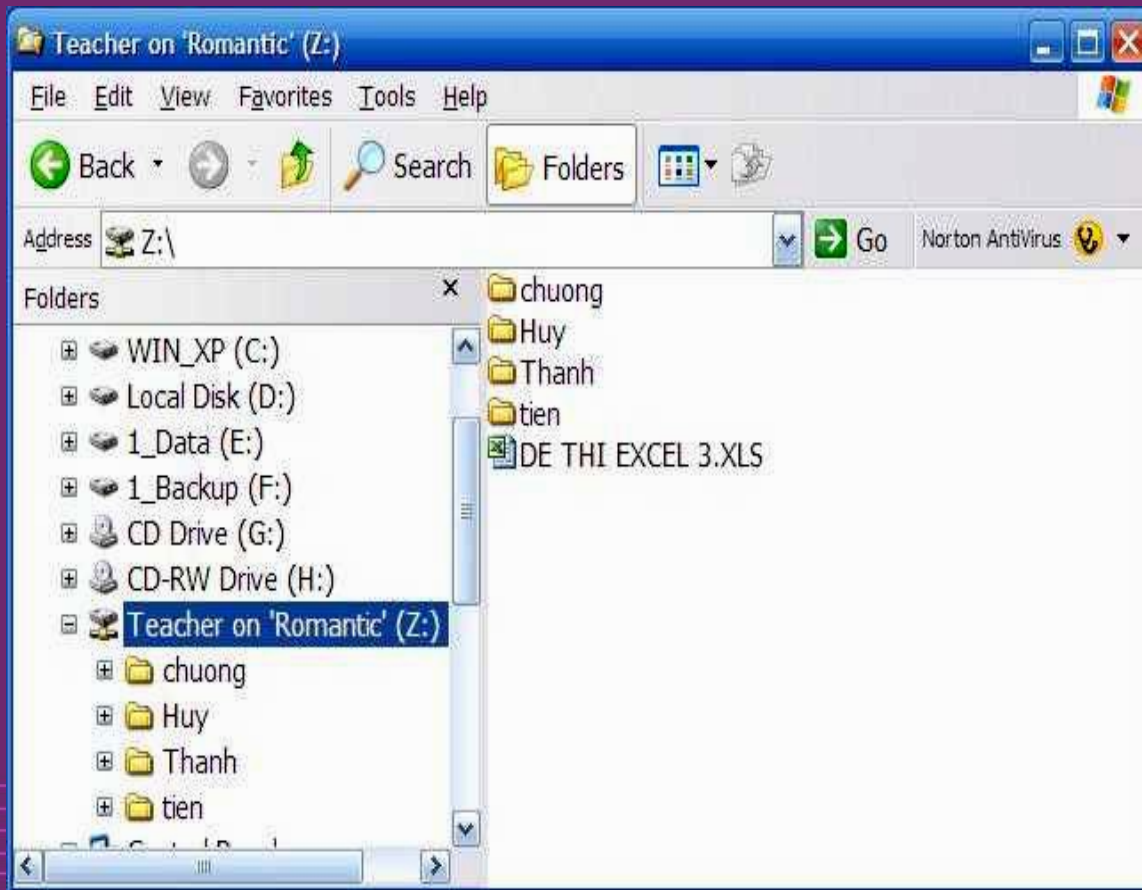 Teacher on 'Romantic' (Z:)
File Edit View Favorites Tools Help
Back Search Folders
Address Z:\ Go Norton AntiVirus
Folders
WIN_XP (C:)
Local Disk (D:)
1_Data (E:)
1_Backup (F:)
CD Drive (G:)
CD-RW Drive (H:)
Teacher on 'Romantic' (Z:)
chuong
Huy
Thanh
tien
chuong
Huy
Thanh
tien
DE THI EXCEL 3.XLS